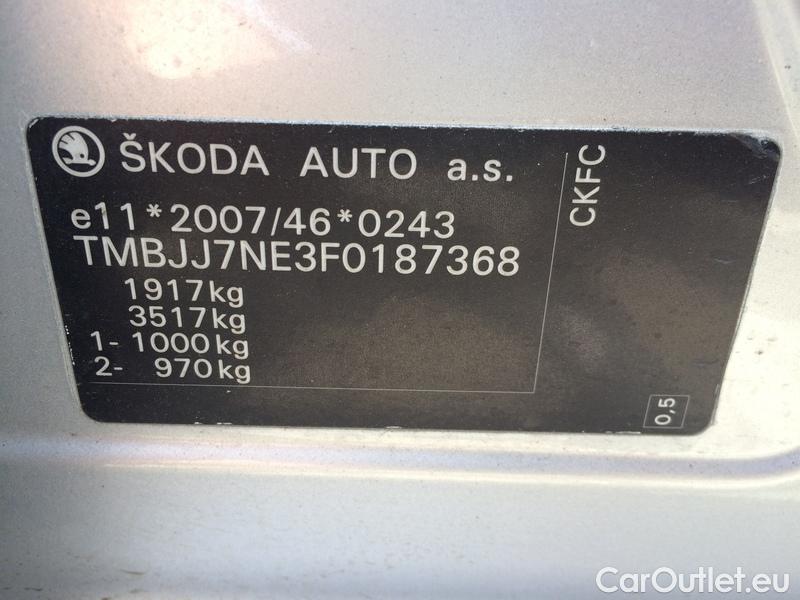 ŠKODA AUTO a.s.
e11*2007/46*0243
TMBJJ7NE3F0187368
1917kg
3517kg
1- 1000kg
2- 970kg
CKFC
0,5
CarOutlet.eu